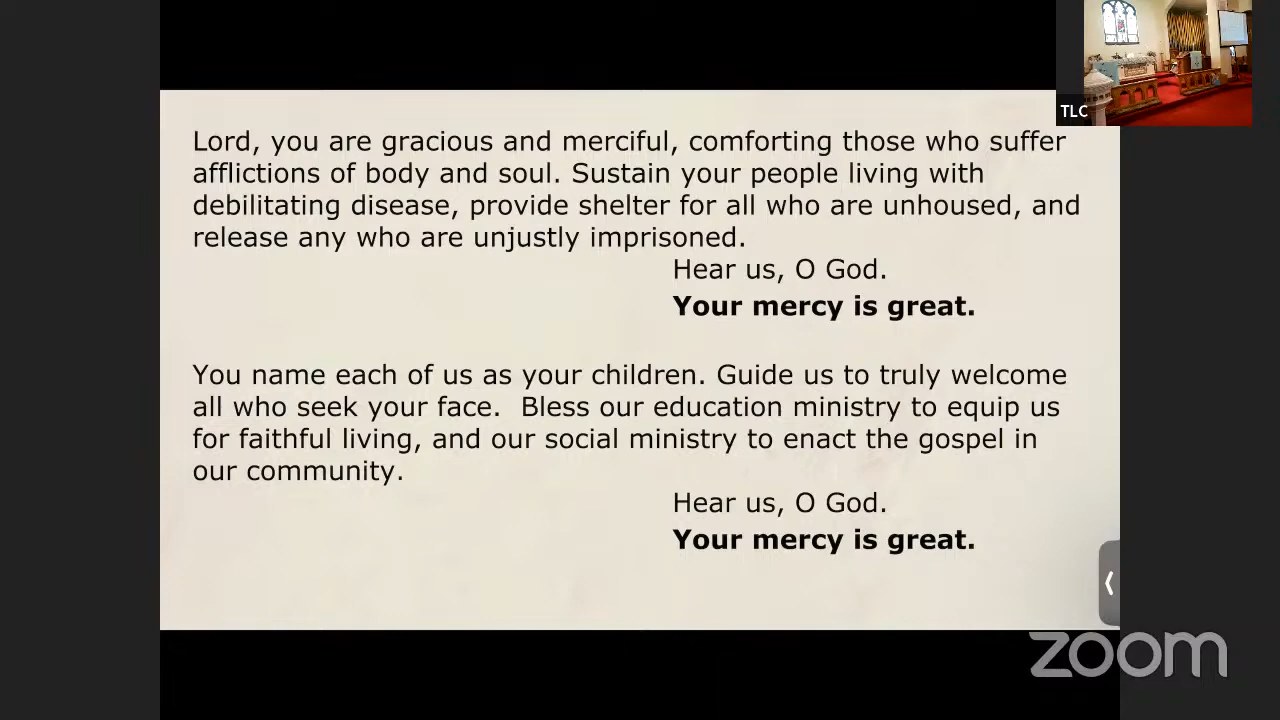 TLC
Lord, you are gracious and merciful, comforting those who suffer
afflictions of body and soul. Sustain your people living with
debilitating disease, provide shelter for all who are unhoused, and
release any who are unjustly imprisoned.
Hear us, O God.
Your mercy is great.
You name each of us as your children. Guide us to truly welcome
all who seek your face.  Bless our education ministry to equip us
for faithful living, and our social ministry to enact the gospel in
our community.
Hear us, O God.
Your mercy is great.
zoom